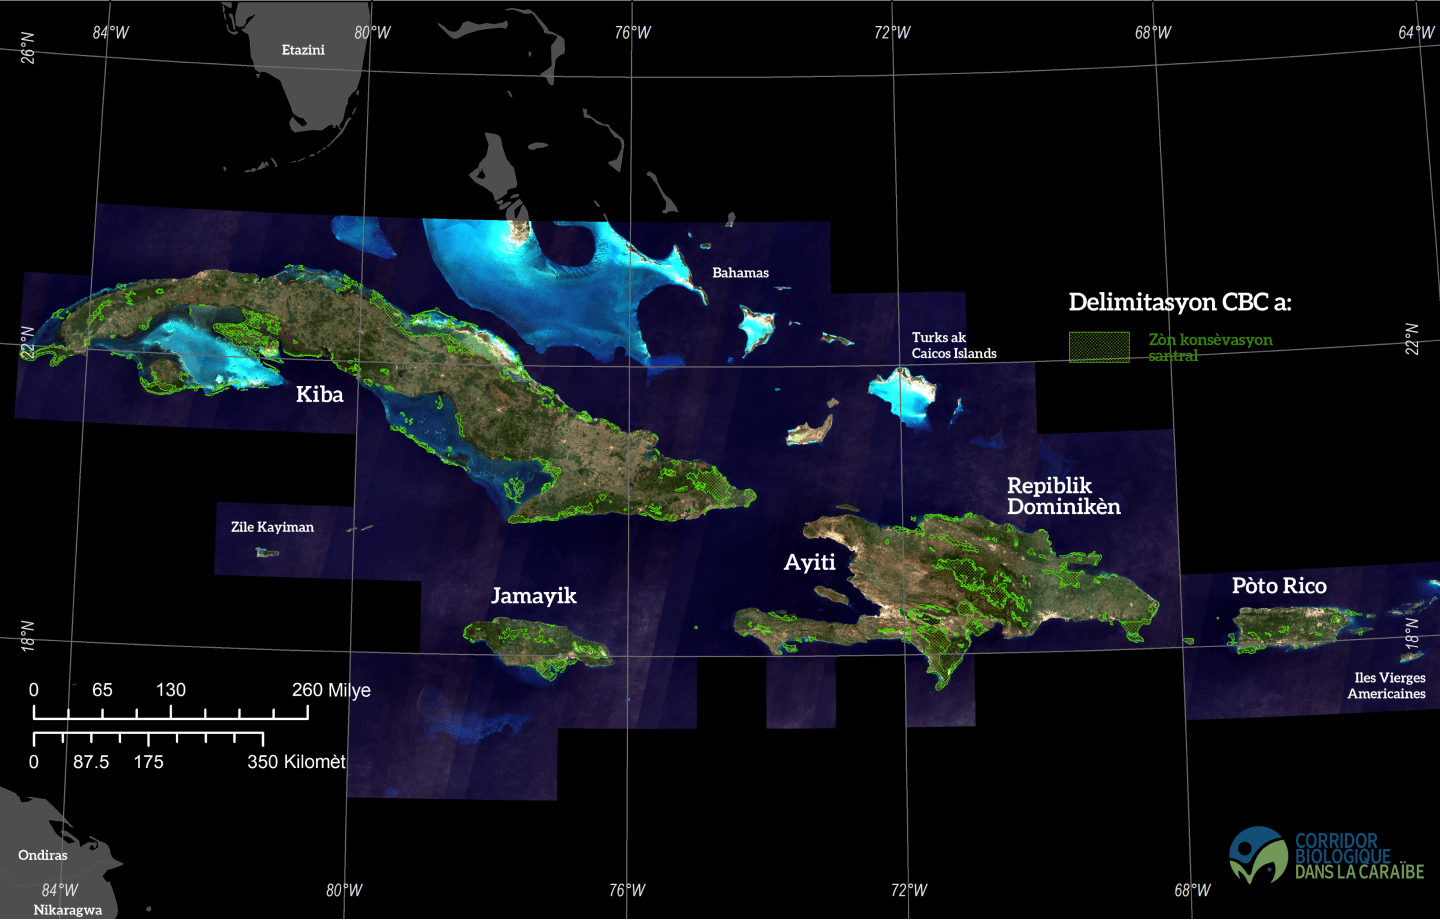 84°W
80°W
76°W
72°W
68°W
64°W
26°N
Etazini
Bahamas
Delimitasyon CBC a:
Zòn konsèvasyon
santral
22°N
22°N
Turks ak
Caicos Islands
Kiba
Repiblik
Dominikèn
Zile Kayiman
Ayiti
Jamayik
Pòto Rico
18°N
18°N
Iles Vierges
Americaines
0 65 130 260 Milye
0 87.5 175 350 Kilomèt
Ondiras
Nikaragwa
84°W
80°W
76°W
72°W
68°W
CORRIDOR
BIOLOGIQUE
DANS LA CARAÏBE